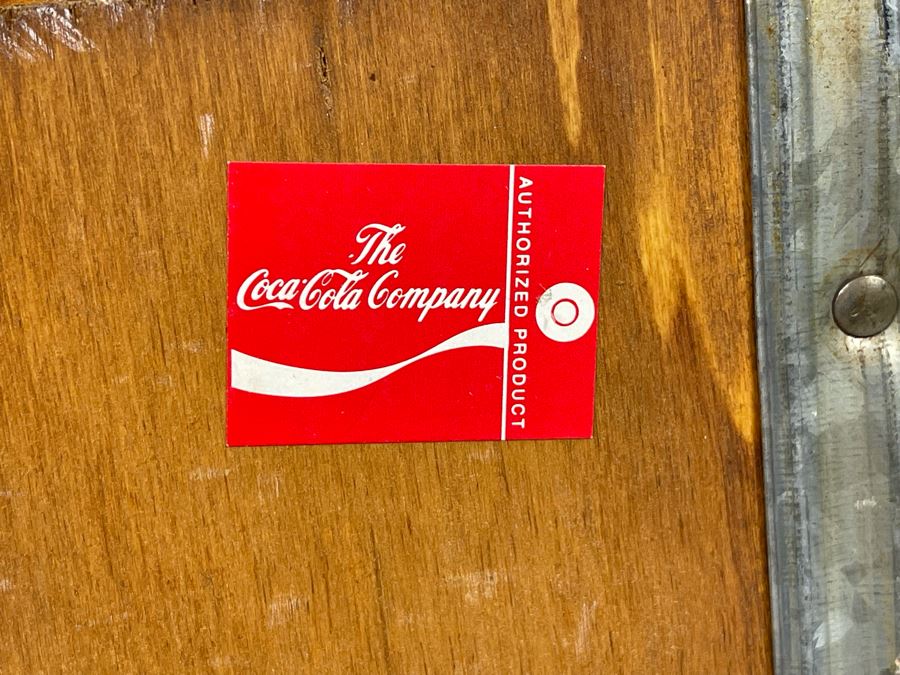 The
Coca-Cola Company
AUTHORIZED PRODUCT